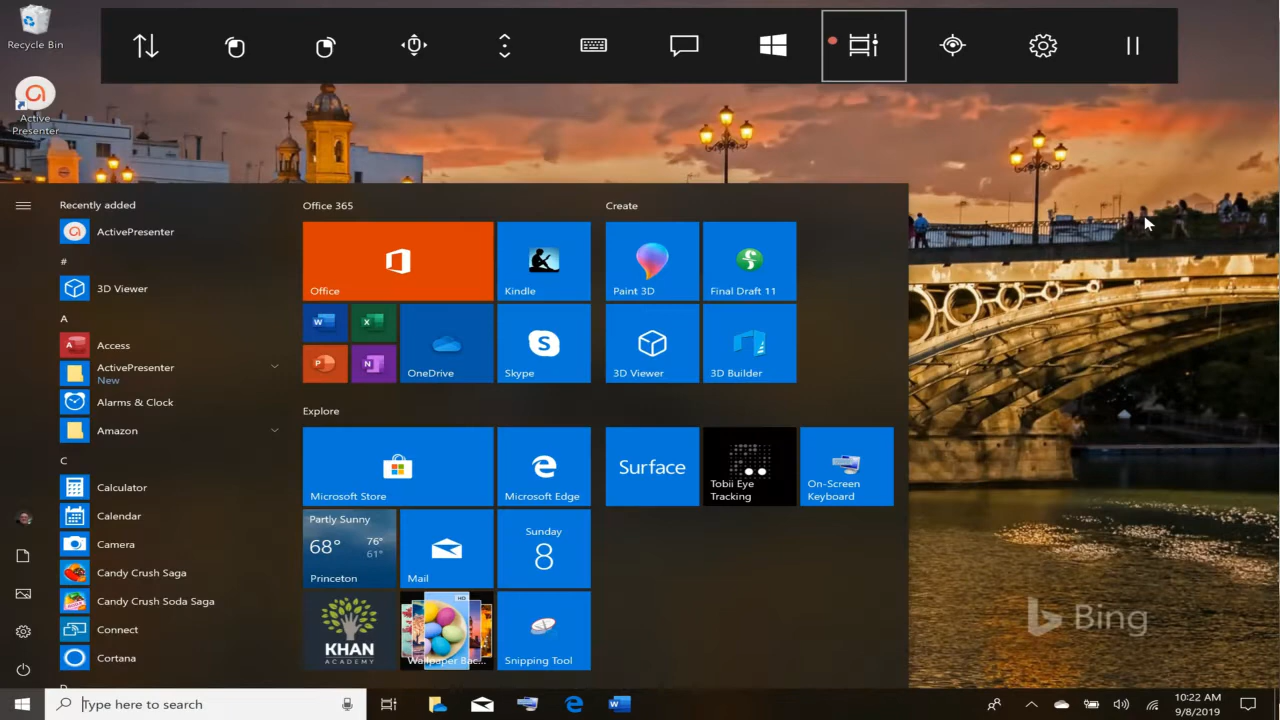 Recycle Bin
Active
Presenter
Recently added
ActivePresenter
#
3D Viewer
A
Access
ActivePresenter
New
Alarms & Clock
Amazon
C
Calculator
Calendar
Camera
Candy Crush Saga
Candy Crush Soda Saga
Connect
Cortana
Office 365
Office
Kindle
OneDrive
Skype
Create
Paint 3D
Final Draft 11
3D Viewer
3D Builder
Explore
Microsoft Store
Microsoft Edge
Surface
Tobii Eye
Tracking
On-Screen
Keyboard
Partly Sunny
68°
76°
61°
Princeton
Mail
Sunday
8
KHAN
ACADEMY
HD
Wallpaper Bac...
Snipping Tool
Bing
Type here to search
10:22 AM
9/8/2019